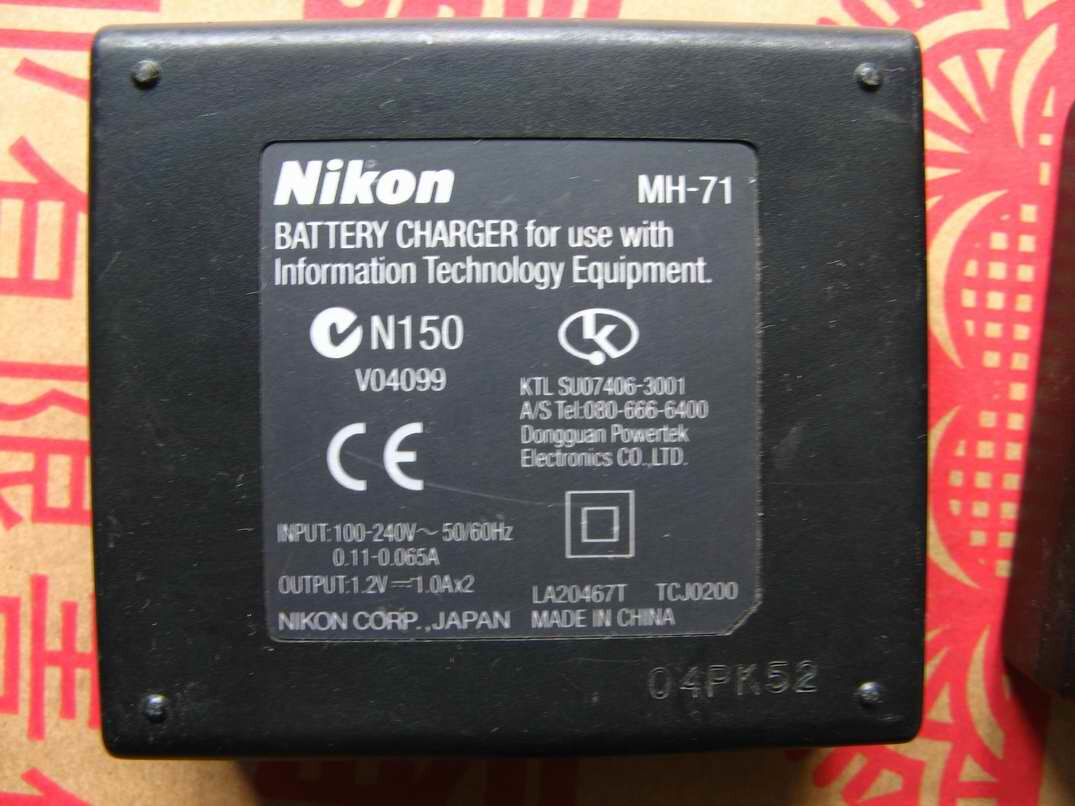 Nikon
MH-71
BATTERY CHARGER for use with
Information Technology Equipment.
N150
V04099
KTL SU07406-3001
A/S Tel:080-666-6400
Dongguan Powertek
Electronics CO.,LTD.
CE
INPUT:100-240V～ 50/60Hz
0.11-0.065A
OUTPUT:1.2V⎓1.0Ax2
LA20467T TCJ0200
NIKON CORP.,JAPAN MADE IN CHINA
04PK52